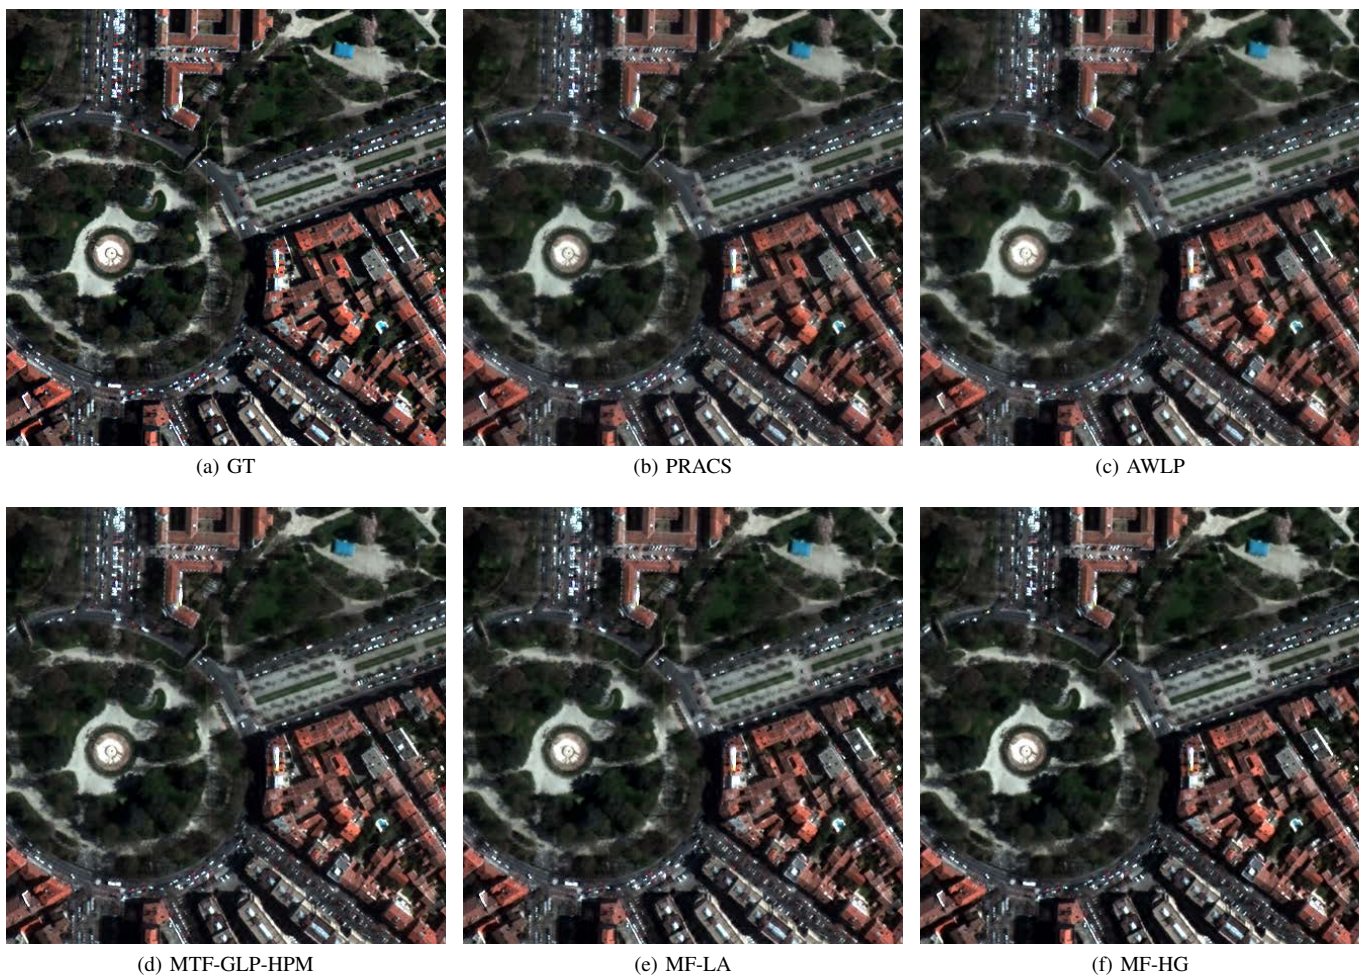 (a) GT
(b) PRACS
(c) AWLP
(d) MTF-GLP-HPM
(e) MF-LA
(f) MF-HG